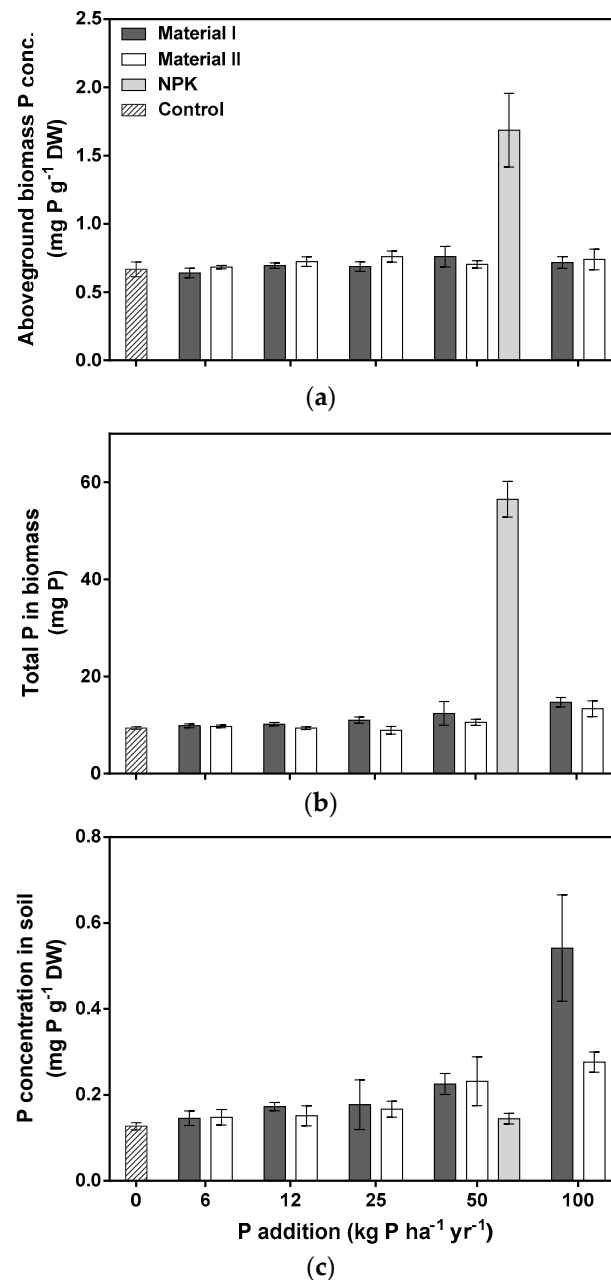 Aboveground biomass P conc.
(mg P g⁻¹ DW)
2.5
2.0
1.5
1.0
0.5
0.0
Material I
Material II
NPK
Control
(a)
Total P in biomass
(mg P)
60
40
20
0
(b)
P concentration in soil
(mg P g⁻¹ DW)
0.8
0.6
0.4
0.2
0.0
0 6 12 25 50 100
P addition (kg P ha⁻¹ yr⁻¹)
(c)